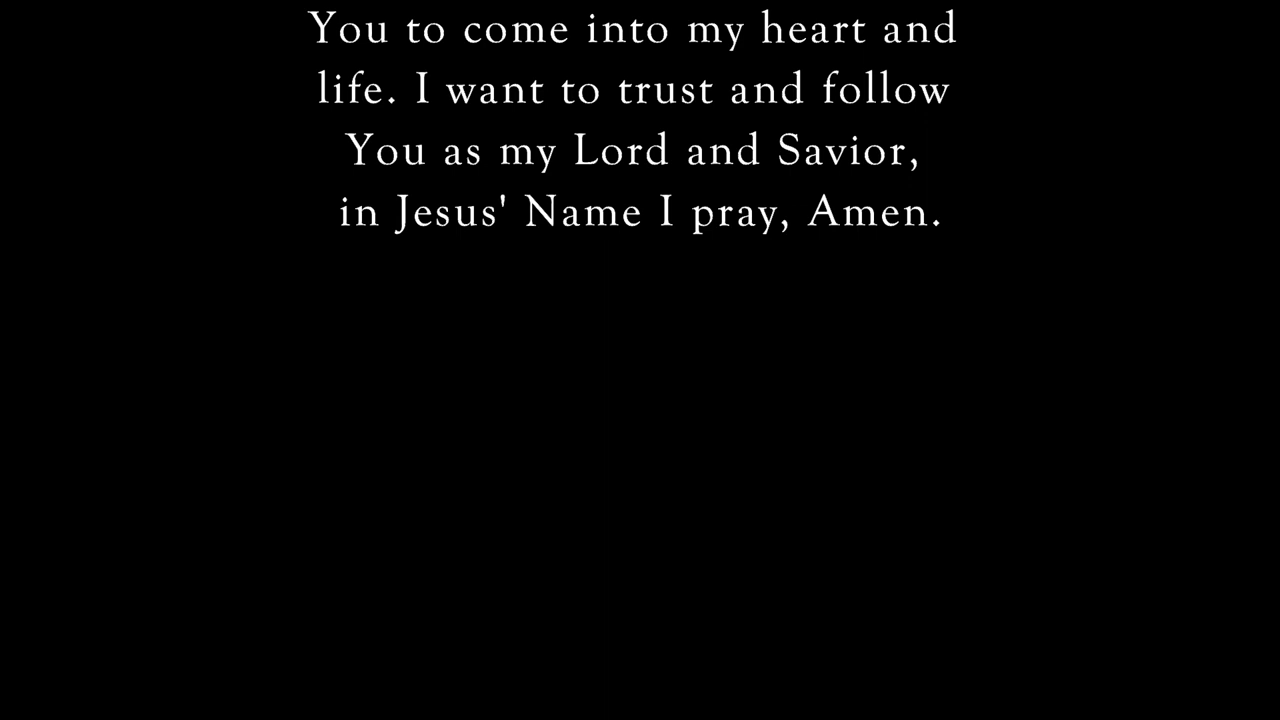 You to come into my heart and
life. I want to trust and follow
You as my Lord and Savior,
in Jesus' Name I pray, Amen.